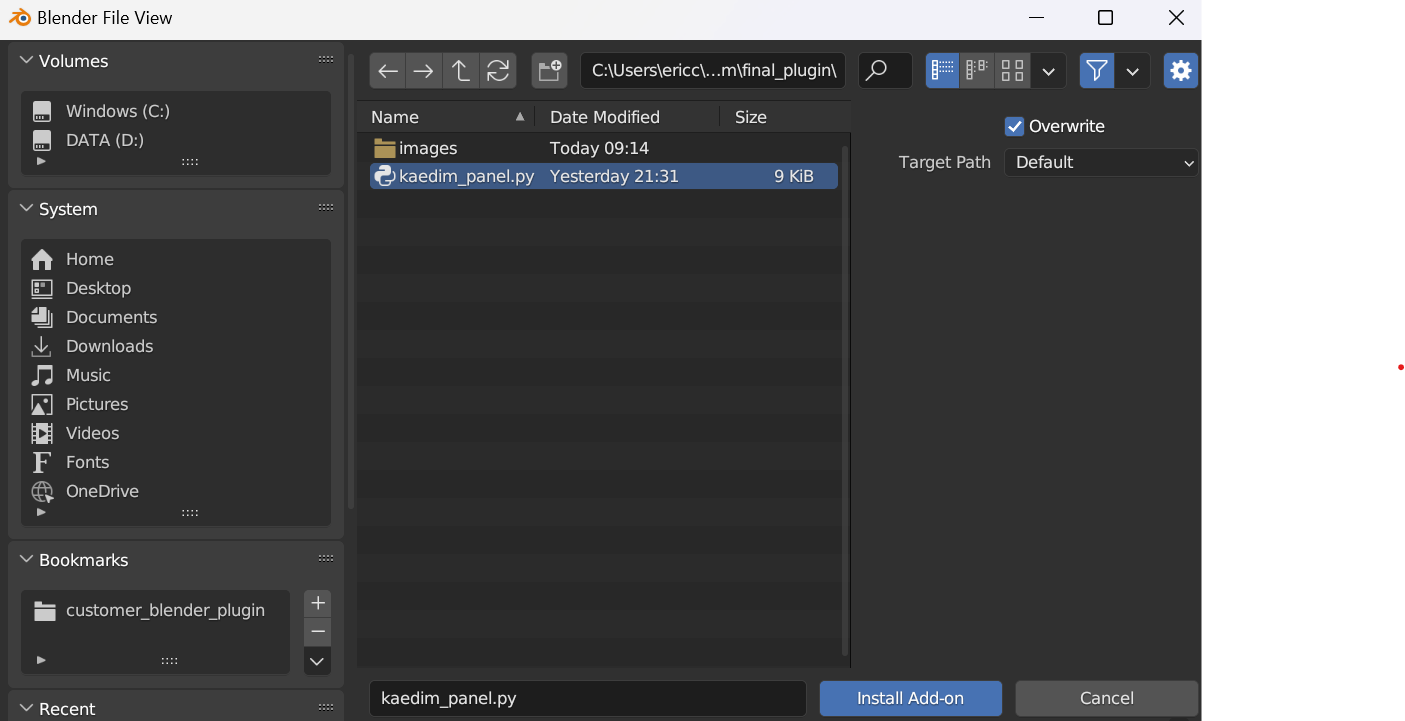 Blender File View
Volumes
Windows (C:)
DATA (D:)
System
Home
Desktop
Documents
Downloads
Music
Pictures
Videos
Fonts
OneDrive
Bookmarks
customer_blender_plugin
Recent
C:\Users\ericc\...m\final_plugin\
Name Date Modified Size
images Today 09:14
kaedim_panel.py Yesterday 21:31 9 KiB
Overwrite
Target Path Default
kaedim_panel.py Install Add-on Cancel